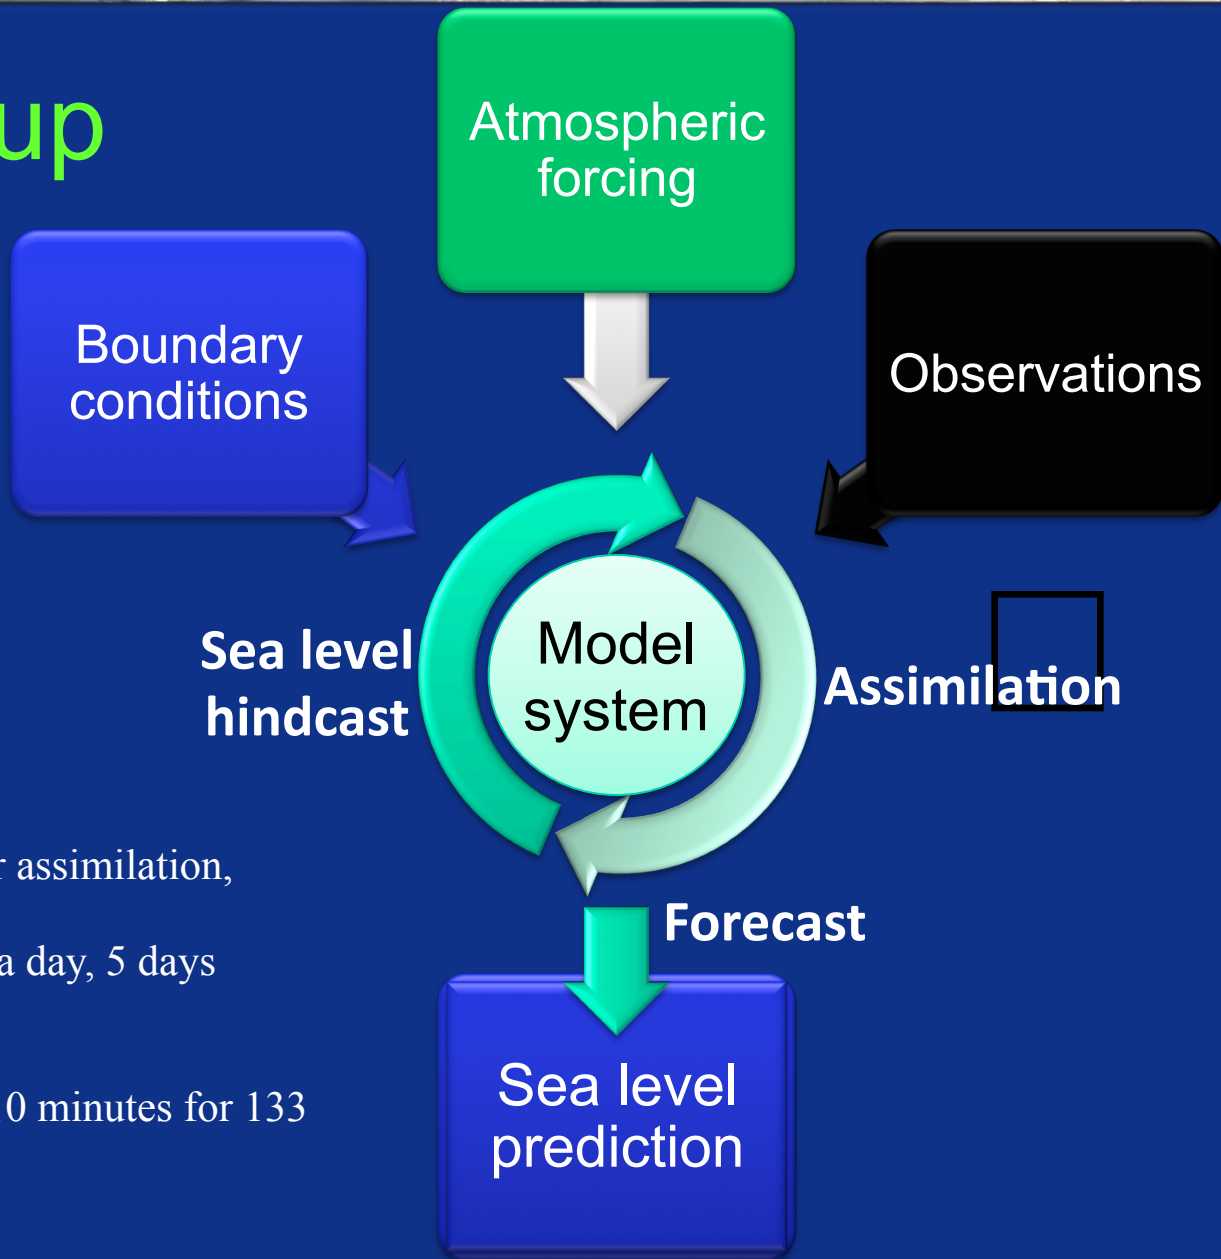 up
Atmospheric
forcing
Boundary
conditions
Observations
Sea level
hindcast
Model
system
Assimilation
assimilation,
a day, 5 days
Forecast
0 minutes for 133
Sea level
prediction